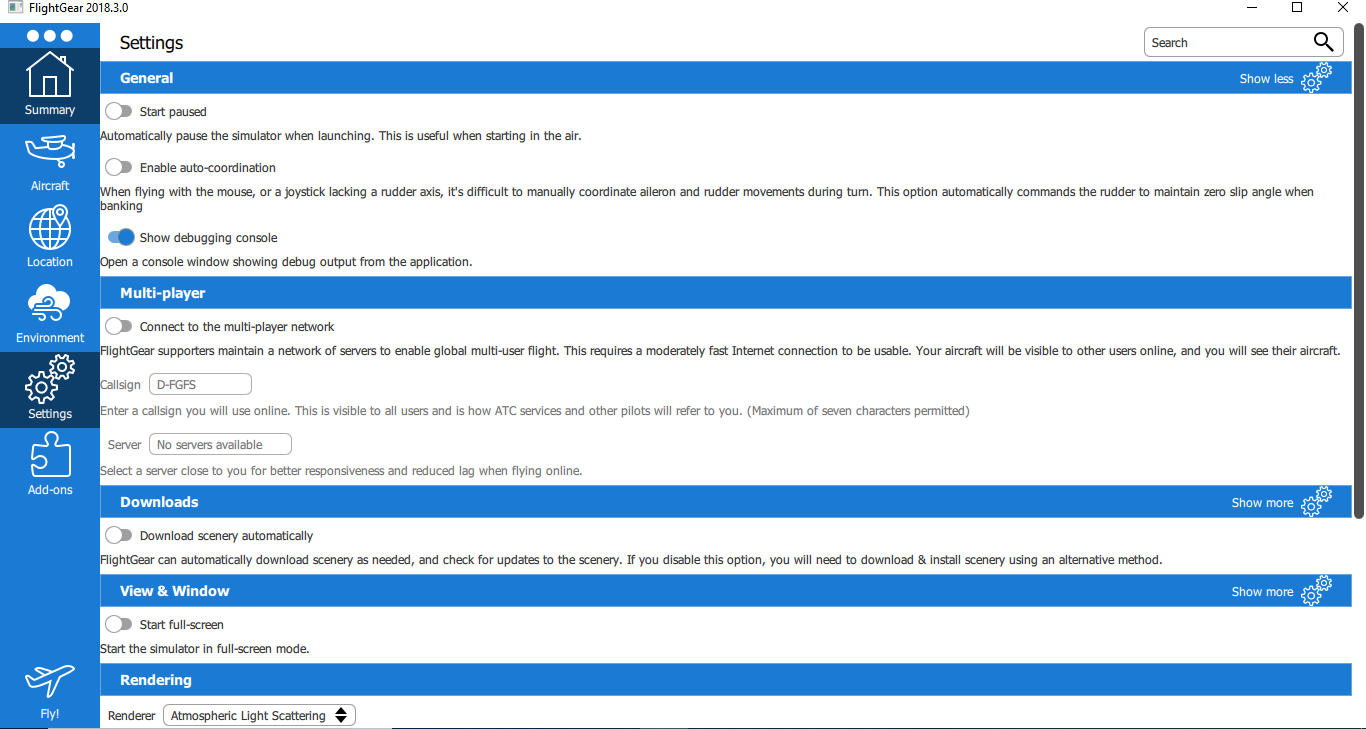 FlightGear 2018.3.0
Summary
Aircraft
Location
Environment
Settings
Add-ons
Fly!
Settings
Search
General
Show less
Start paused
Automatically pause the simulator when launching. This is useful when starting in the air.
Enable auto-coordination
When flying with the mouse, or a joystick lacking a rudder axis, it's difficult to manually coordinate aileron and rudder movements during turn. This option automatically commands the rudder to maintain zero slip angle when
banking
Show debugging console
Open a console window showing debug output from the application.
Multi-player
Connect to the multi-player network
FlightGear supporters maintain a network of servers to enable global multi-user flight. This requires a moderately fast Internet connection to be usable. Your aircraft will be visible to other users online, and you will see their aircraft.
Callsign D-FGFS
Enter a callsign you will use online. This is visible to all users and is how ATC services and other pilots will refer to you. (Maximum of seven characters permitted)
Server No servers available
Select a server close to you for better responsiveness and reduced lag when flying online.
Downloads
Show more
Download scenery automatically
FlightGear can automatically download scenery as needed, and check for updates to the scenery. If you disable this option, you will need to download & install scenery using an alternative method.
View & Window
Show more
Start full-screen
Start the simulator in full-screen mode.
Rendering
Renderer Atmospheric Light Scattering